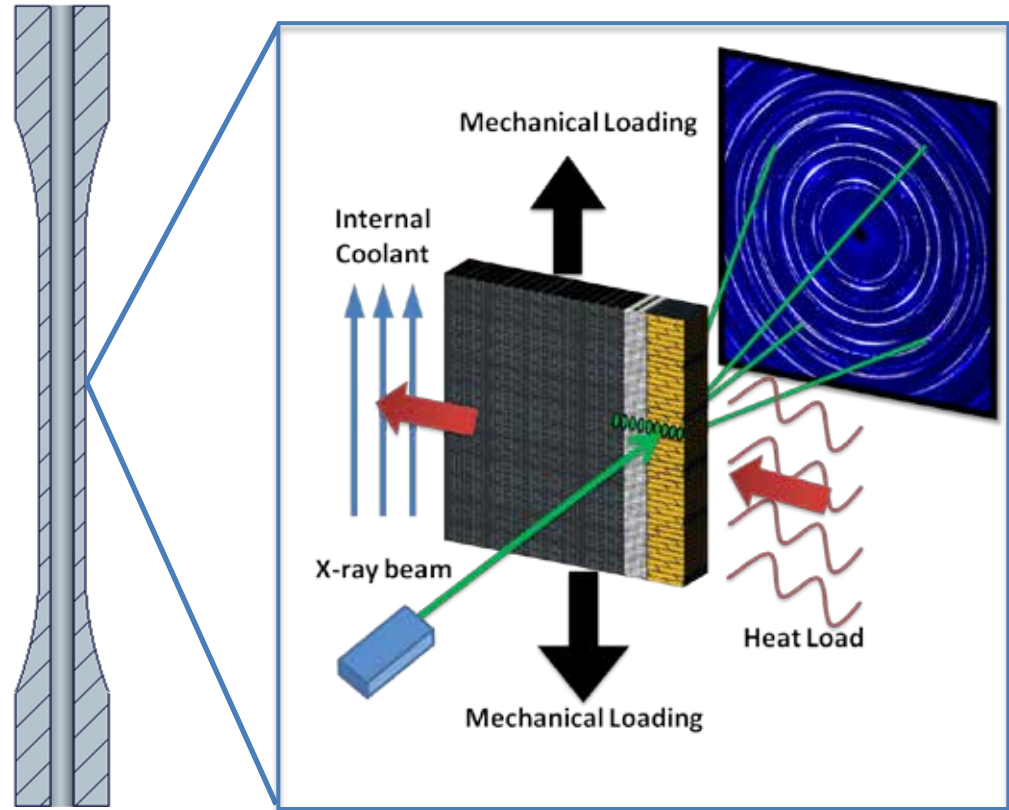 Mechanical Loading
Internal
Coolant
X-ray beam
Heat Load
Mechanical Loading